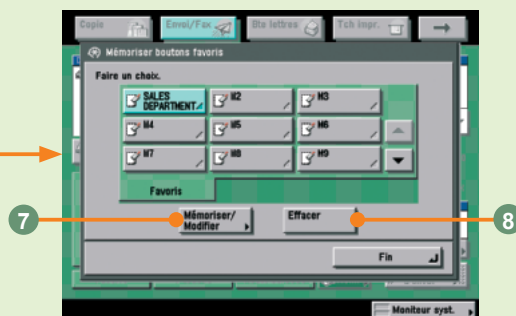 Copie Envoi/Fax Bte lettres Tch impr.
Mémoriser boutons favoris
Faire un choix.
SALES DEPARTMENT M2 M3
M4 M5 M6
M7 M8 M9
Favoris
7 Mémoriser/ Effacer 8
Modifier
Fin
Moniteur syst.